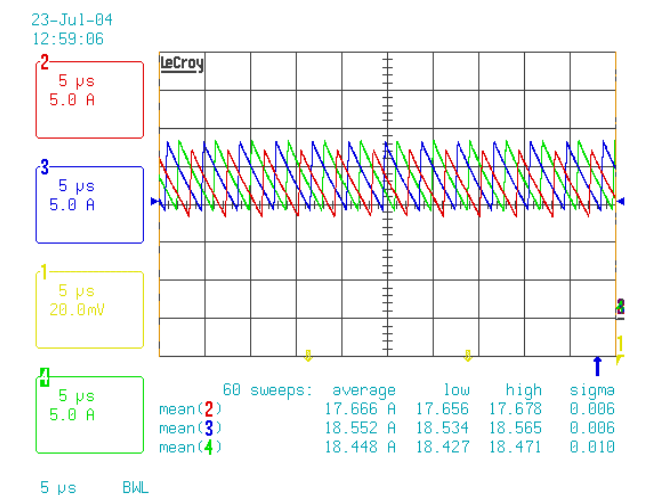 23-Jul-04
12:59:06
LeCroy
2
5 µs
5.0 A
3
5 µs
5.0 A
1
5 µs
20.0mV
4
5 µs
5.0 A
1
60 sweeps: average low high sigma
mean(2) 17.666 A 17.656 17.678 0.006
mean(3) 18.552 A 18.534 18.565 0.006
mean(4) 18.448 A 18.427 18.471 0.010
5 µs BWL